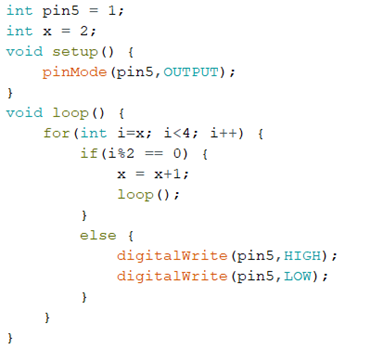 int pin5 = 1;
int x = 2;
void setup() {
    pinMode(pin5,OUTPUT);
}
void loop() {
    for(int i=x; i<4; i++) {
        if(i%2 == 0) {
            x = x+1;
            loop();
        }
        else {
            digitalWrite(pin5,HIGH);
            digitalWrite(pin5,LOW);
        }
    }
}